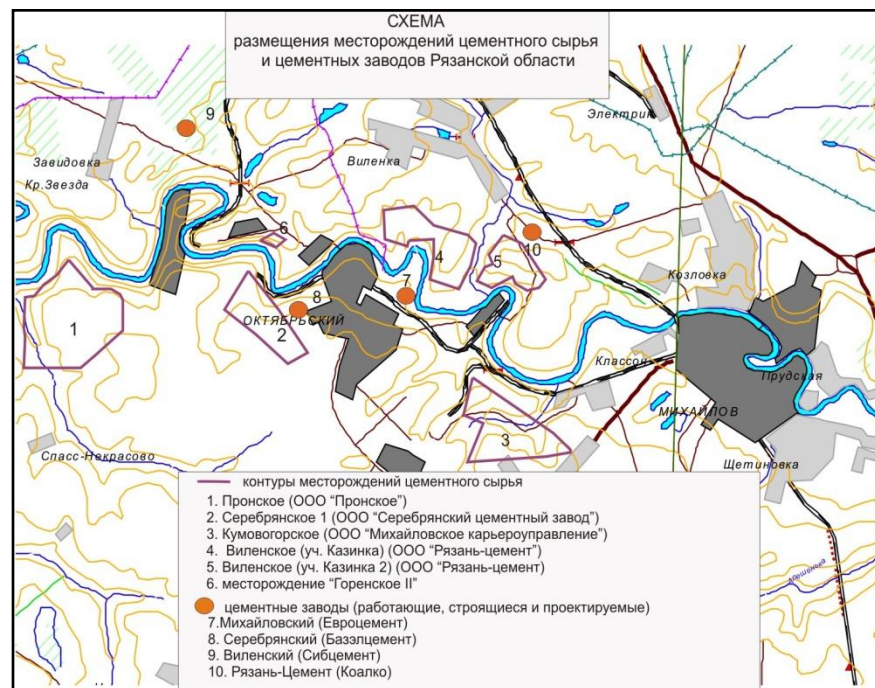 СХЕМА
размещения месторождений цементного сырья
и цементных заводов Рязанской области
Электрик
9
Завидовка
Виленка
Кр.Звезда
6
10
4
5
7
Козловка
8
1
ОКТЯБРЬСКИЙ
2
Классон
Прудская
МИХАЙЛОВ
3
Спасс-Некрасово
Щетиновка
контуры месторождений цементного сырья
1. Пронское (ООО “Пронское”)
2. Серебрянское 1 (ООО “Серебрянский цементный завод”)
3. Кумовогорское (ООО “Михайловское карьероуправление”)
4. Виленское (уч. Казинка) (ООО “Рязань-цемент”)
5. Виленское (уч. Казинка 2) (ООО “Рязань-цемент)
6. месторождение “Горенское II”
цементные заводы (работающие, строящиеся и проектируемые)
7.Михайловский (Евроцемент)
8. Серебрянский (Базэлцемент)
9. Виленский (Сибцемент)
10. Рязань-Цемент (Коалко)